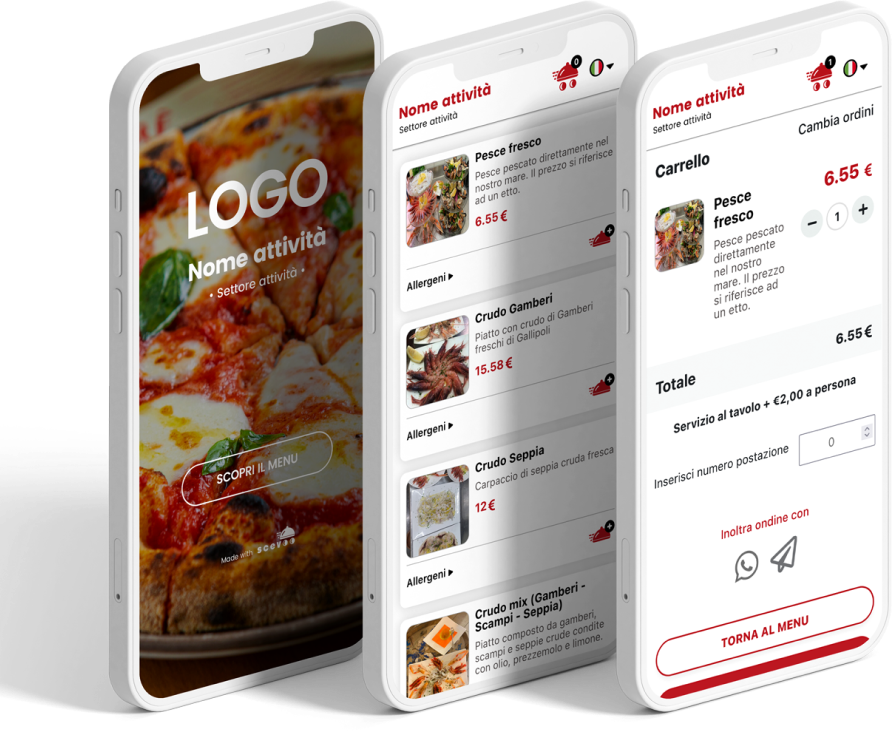 LOGO
Nome attività
• Settore attività •
SCOPRI IL MENU
Made with
Nome attività
Settore attività
0
Pesce fresco
Pesce pescato direttamente nel
nostro mare. Il prezzo si riferisce
ad un etto.
6.55 €
Allergeni
Crudo Gamberi
Piatto con crudo di Gamberi
freschi di Gallipoli
15.58 €
Allergeni
Crudo Seppia
Carpaccio di seppia cruda fresca
12 €
Allergeni
Crudo mix (Gamberi -
Scampi - Seppia)
Piatto composto da gamberi,
scampi e seppie crude condite
con olio, prezzemolo e limone.
Nome attività
Settore attività
1
Cambia ordini
Carrello
6.55 €
Pesce
fresco
− 1 +
Pesce pescato
direttamente
nel nostro
mare. Il prezzo
si riferisce ad
un etto.
6.55 €
Totale
Servizio al tavolo + €2,00 a persona
Inserisci numero postazione 0
Inoltra ondine con
TORNA AL MENU